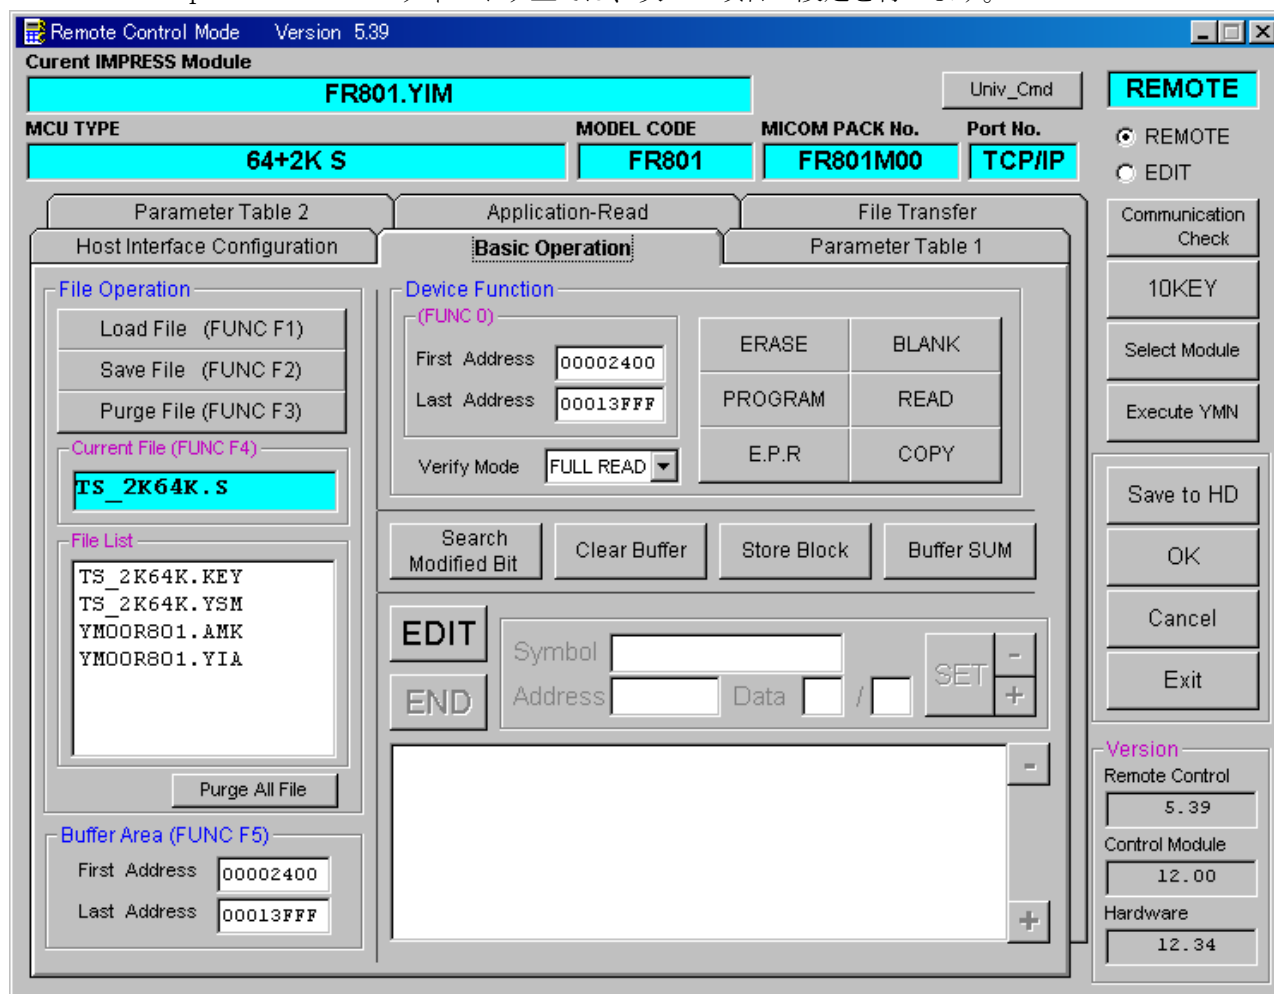 Remote Control Mode Version 5.39
Curent IMPRESS Module
FR801.YIM
Univ_Cmd
REMOTE
MCU TYPE
MODEL CODE
MICOM PACK No.
Port No.
64+2K S
FR801
FR801M00
TCP/IP
REMOTE
EDIT
Parameter Table 2
Application-Read
File Transfer
Host Interface Configuration
Basic Operation
Parameter Table 1
File Operation
Load File (FUNC F1)
Save File (FUNC F2)
Purge File (FUNC F3)
Current File (FUNC F4)
TS_2K64K.S
File List
TS_2K64K.KEY
TS_2K64K.YSM
YM00R801.AMK
YM00R801.YIA
Purge All File
Buffer Area (FUNC F5)
First Address 00002400
Last Address 00013FFF
Device Function
(FUNC 0)
First Address 00002400
Last Address 00013FFF
Verify Mode FULL READ
ERASE BLANK
PROGRAM READ
E.P.R COPY
Search
Modified Bit
Clear Buffer
Store Block
Buffer SUM
EDIT
END
Symbol
Address Data /
SET
-
+
-
+
Communication
Check
10KEY
Select Module
Execute YMN
Save to HD
OK
Cancel
Exit
Version
Remote Control
5.39
Control Module
12.00
Hardware
12.34